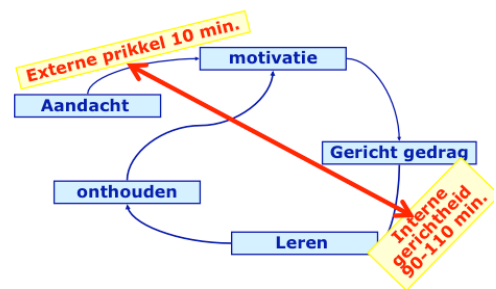 Externe prikkel 10 min.
motivatie
Aandacht
Gericht gedrag
onthouden
Interne
gerichtheid
90-110 min.
Leren